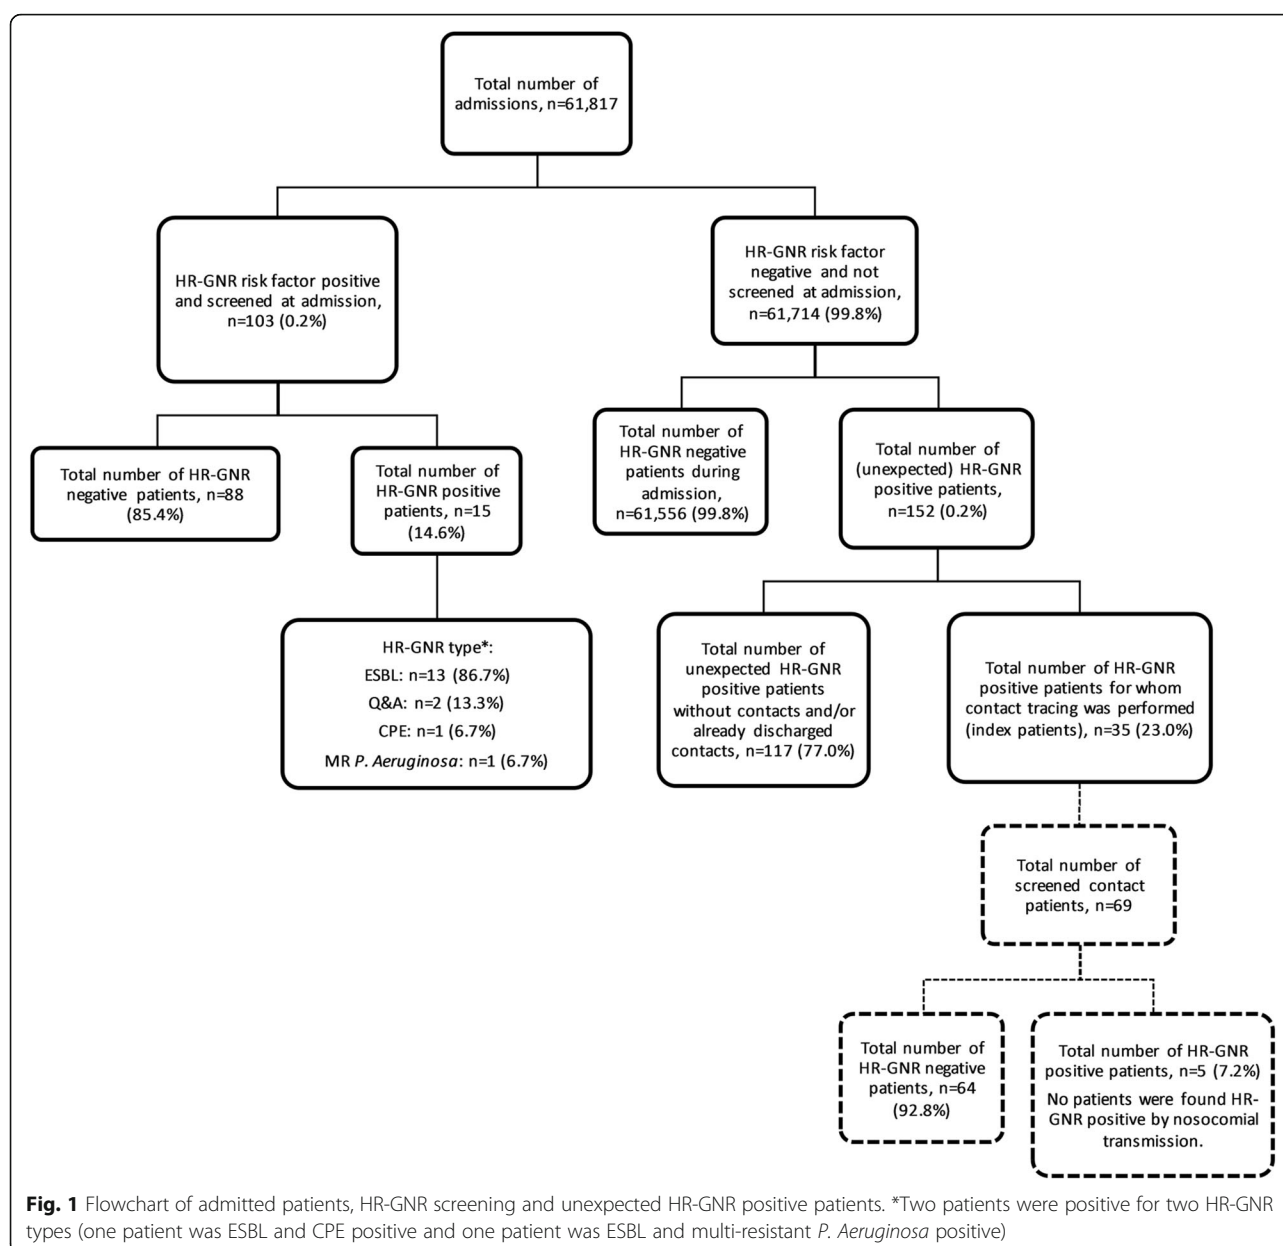 Total number of
admissions, n=61,817
HR-GNR risk factor positive
and screened at admission,
n=103 (0.2%)
HR-GNR risk factor
negative and not
screened at admission,
n=61,714 (99.8%)
Total number of HR-GNR
negative patients, n=88
(85.4%)
Total number of
HR-GNR positive
patients, n=15
(14.6%)
Total number of
HR-GNR negative
patients during
admission,
n=61,556 (99.8%)
Total number of
(unexpected) HR-GNR
positive patients,
n=152 (0.2%)
HR-GNR type*:
ESBL: n=13 (86.7%)
Q&A: n=2 (13.3%)
CPE: n=1 (6.7%)
MR P. Aeruginosa: n=1 (6.7%)
Total number of
unexpected HR-GNR
positive patients
without contacts and/or
already discharged
contacts, n=117 (77.0%)
Total number of HR-GNR
positive patients for whom
contact tracing was performed
(index patients), n=35 (23.0%)
Total number of
screened contact
patients, n=69
Total number of
HR-GNR negative
patients, n=64
(92.8%)
Total number of HR-GNR
positive patients, n=5 (7.2%)
No patients were found HR-
GNR positive by nosocomial
transmission.
Fig. 1 Flowchart of admitted patients, HR-GNR screening and unexpected HR-GNR positive patients. *Two patients were positive for two HR-GNR
types (one patient was ESBL and CPE positive and one patient was ESBL and multi-resistant P. Aeruginosa positive)